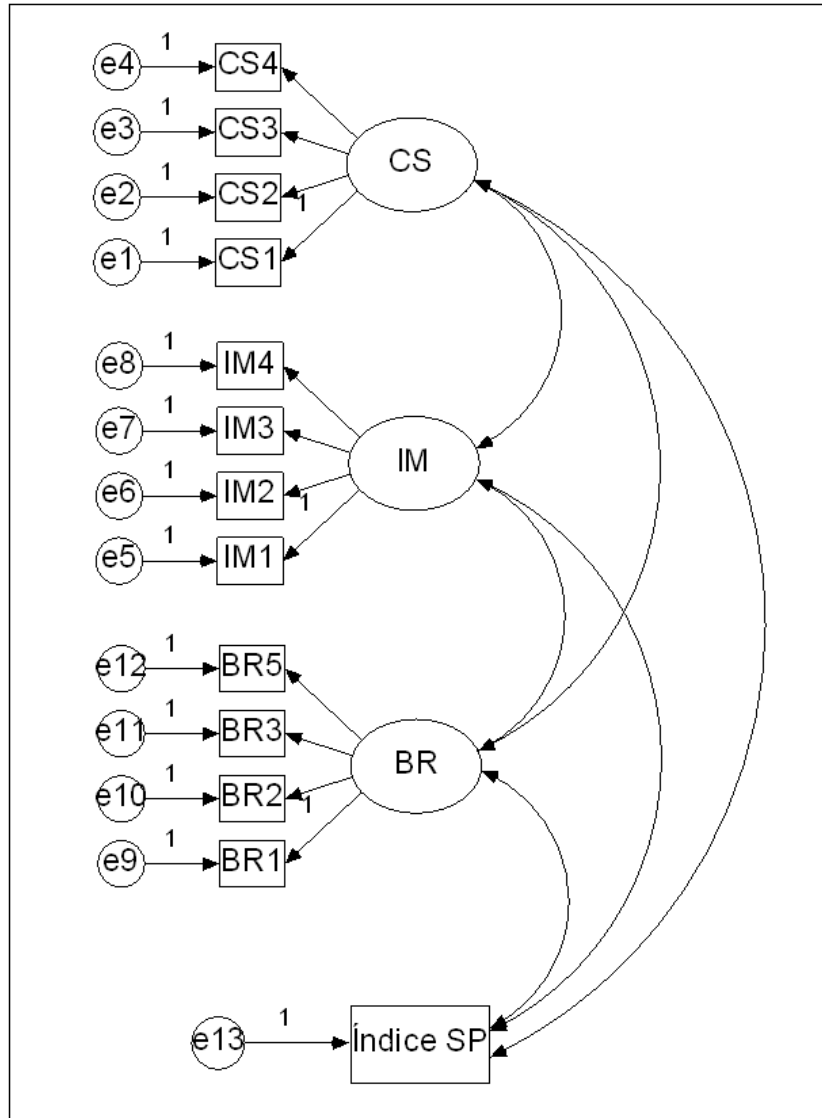 1
e4 CS4
1
e3 CS3
CS
1
e2 CS2 1
1
e1 CS1
1
e8 IM4
1
e7 IM3
IM
1
e6 IM2 1
1
e5 IM1
1
e12 BR5
1
e11 BR3
BR
1
e10 BR2 1
1
e9 BR1
1
e13 Índice SP